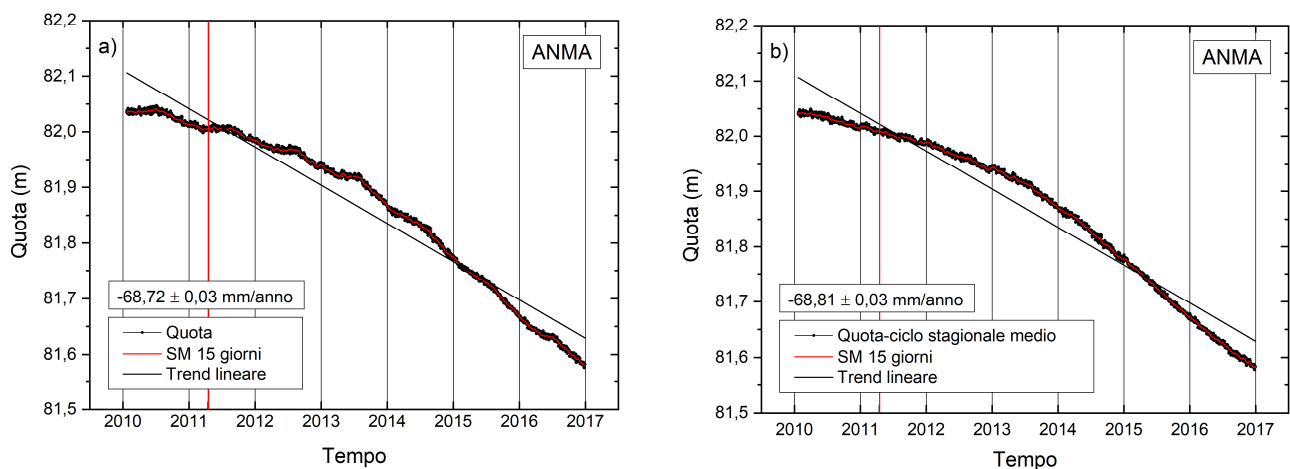 a)
ANMA
82,2
82,1
82,0
81,9
81,8
81,7
81,6
81,5
Quota (m)
-68,72 ± 0,03 mm/anno
Quota
SM 15 giorni
Trend lineare
2010 2011 2012 2013 2014 2015 2016 2017
Tempo
b)
ANMA
82,2
82,1
82,0
81,9
81,8
81,7
81,6
81,5
Quota (m)
-68,81 ± 0,03 mm/anno
Quota-ciclo stagionale medio
SM 15 giorni
Trend lineare
2010 2011 2012 2013 2014 2015 2016 2017
Tempo